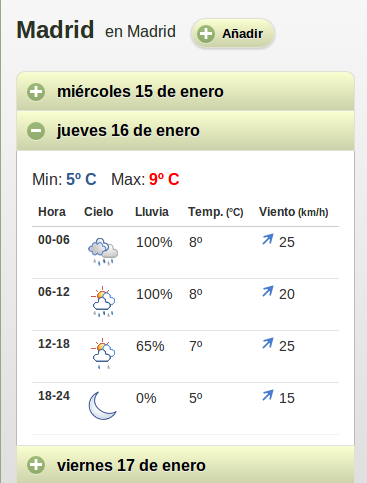 Madrid en Madrid Añadir
miércoles 15 de enero
jueves 16 de enero
Min: 5º C Max: 9º C
Hora Cielo Lluvia Temp. (°C) Viento (km/h)
00-06 100% 8º 25
06-12 100% 8º 20
12-18 65% 7º 25
18-24 0% 5º 15
viernes 17 de enero